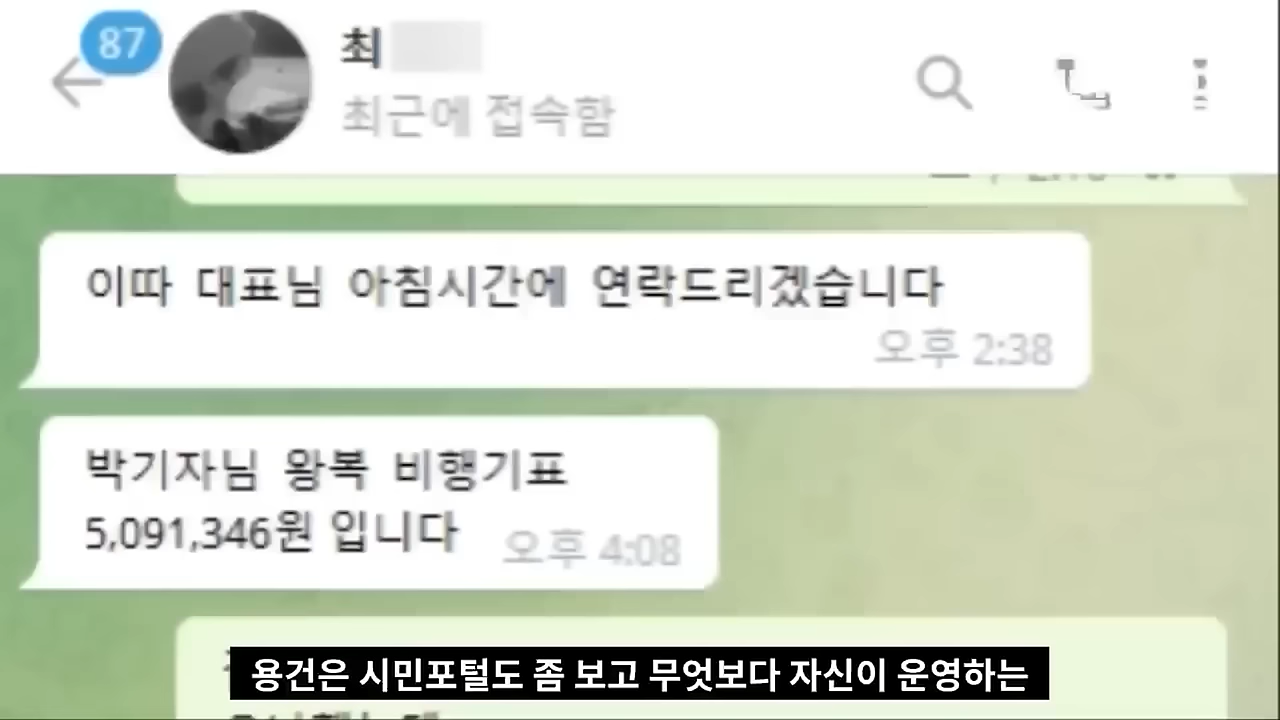 87
최
최근에 접속함
이따 대표님 아침시간에 연락드리겠습니다
오후 2:38
박기자님 왕복 비행기표
5,091,346원 입니다
오후 4:08
용건은 시민포털도 좀 보고 무엇보다 자신이 운영하는